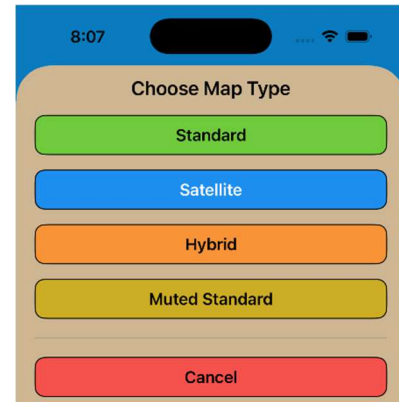 8:07
Choose Map Type
Standard
Satellite
Hybrid
Muted Standard
Cancel